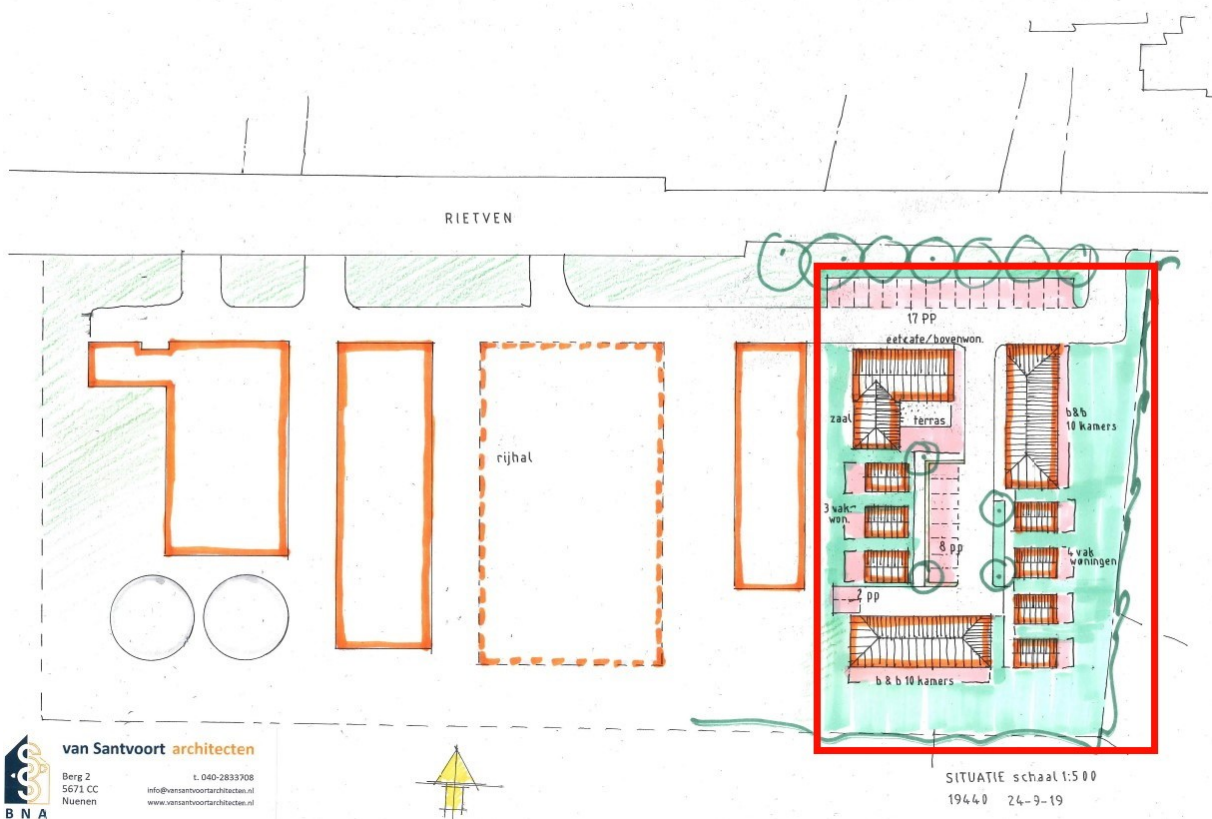 RIETVEN
17 PP
eetcafe/bovenwon.
zaal
terras
b&b
10 kamers
rijhal
3 vak.
won.
8 pp
4 vak
woningen
2 pp
b & b 10 kamers
van Santvoort architecten
Berg 2
5671 CC
Nuenen
t. 040-2833708
info@vansantvoortarchitecten.nl
www.vansantvoortarchitecten.nl
BNA
SITUATIE schaal 1:500
19440 24-9-19